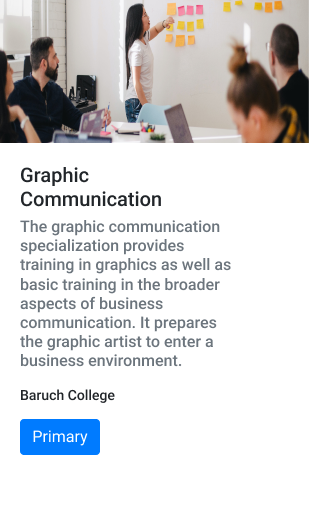 Graphic
Communication
The graphic communication
specialization provides
training in graphics as well as
basic training in the broader
aspects of business
communication. It prepares
the graphic artist to enter a
business environment.
Baruch College
Primary